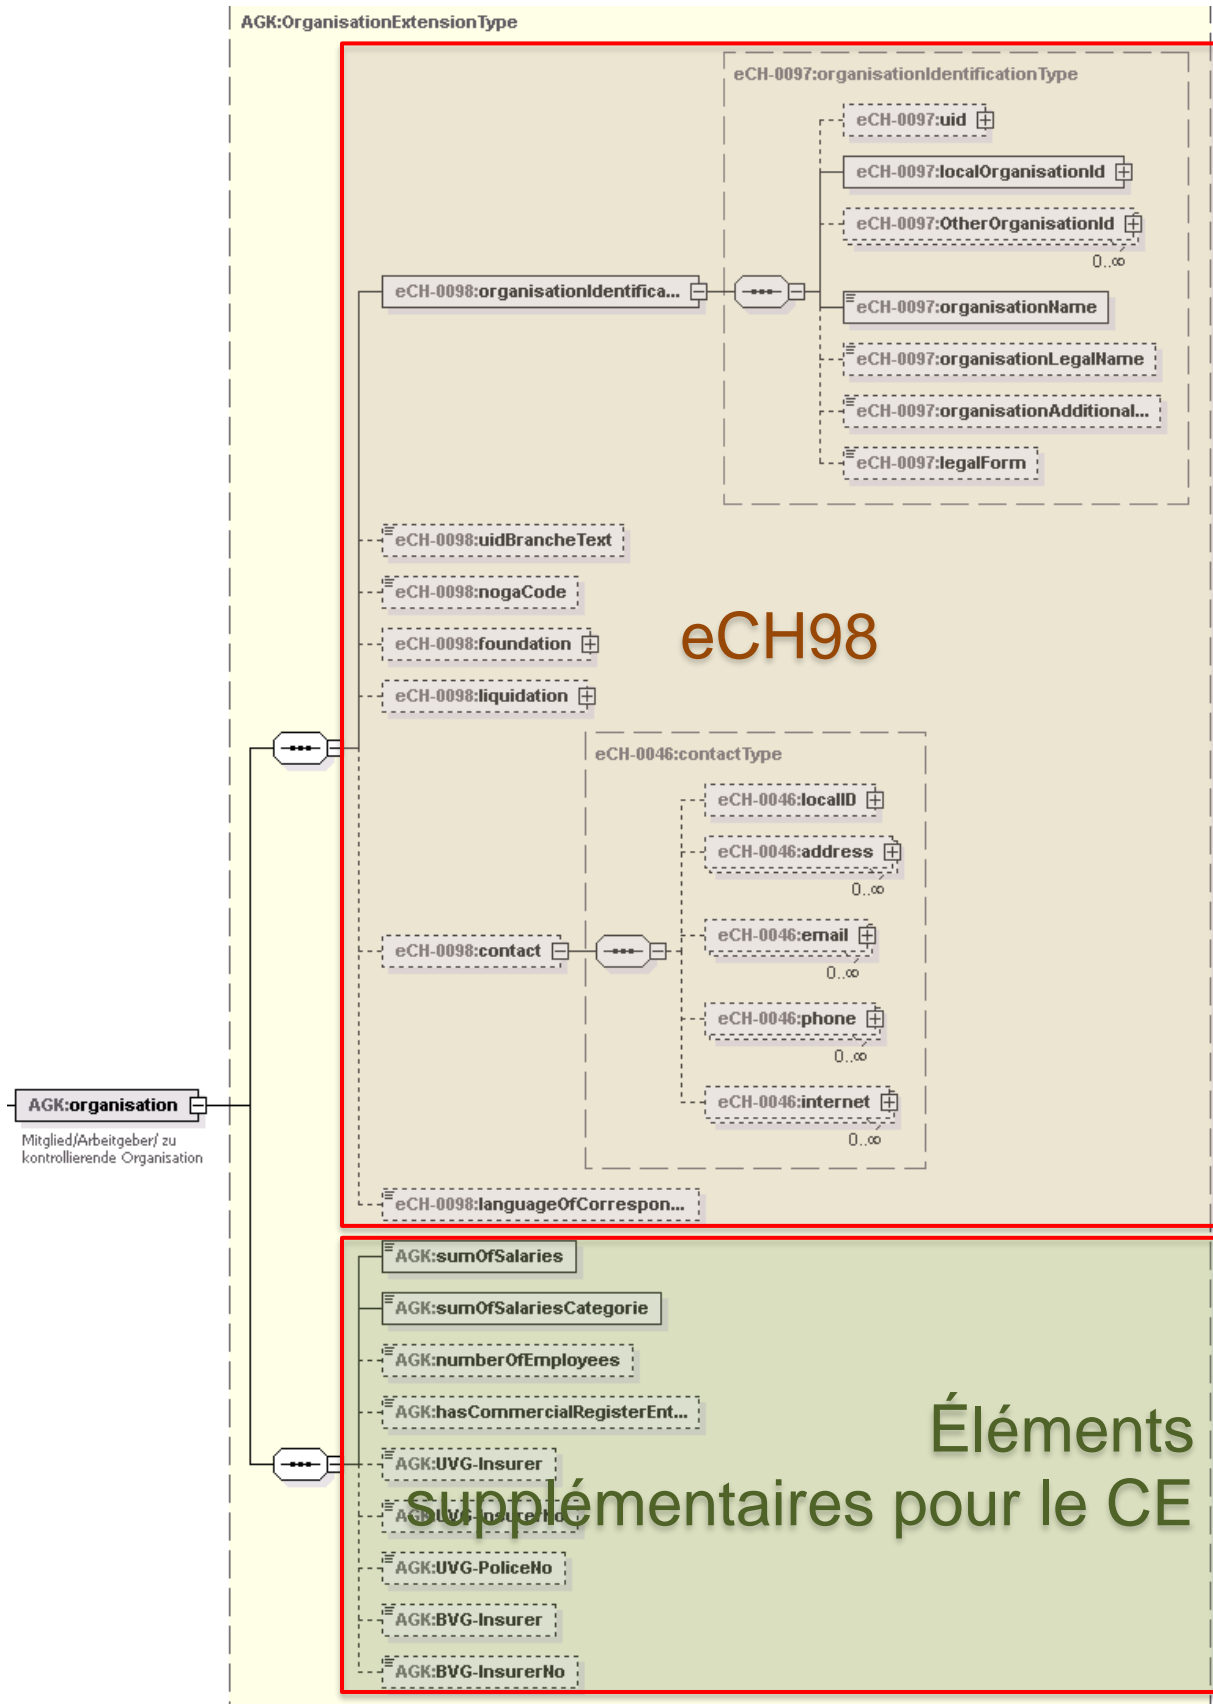 AGK:OrganisationExtensionType
eCH-0097:organisationIdentificationType
eCH-0097:uid
eCH-0097:localOrganisationId
eCH-0097:OtherOrganisationId
0..∞
eCH-0098:organisationIdentifica...
eCH-0097:organisationName
eCH-0097:organisationLegalName
eCH-0097:organisationAdditional...
eCH-0097:legalForm
eCH-0098:uidBrancheText
eCH-0098:nogaCode
eCH-0098:foundation
eCH98
eCH-0098:liquidation
eCH-0046:contactType
eCH-0046:localID
eCH-0046:address
0..∞
eCH-0098:contact
eCH-0046:email
0..∞
eCH-0046:phone
0..∞
eCH-0046:internet
0..∞
AGK:organisation
Mitglied/Arbeitgeber/ zu
kontrollierende Organisation
eCH-0098:languageOfCorrespon...
AGK:sumOfSalaries
AGK:sumOfSalariesCategorie
AGK:numberOfEmployees
AGK:hasCommercialRegisterEnt...
Éléments
supplémentaires pour le CE
AGK:UVG-Insurer
AGK:UVG-InsurerNo
AGK:UVG-PoliceNo
AGK:BVG-Insurer
AGK:BVG-InsurerNo